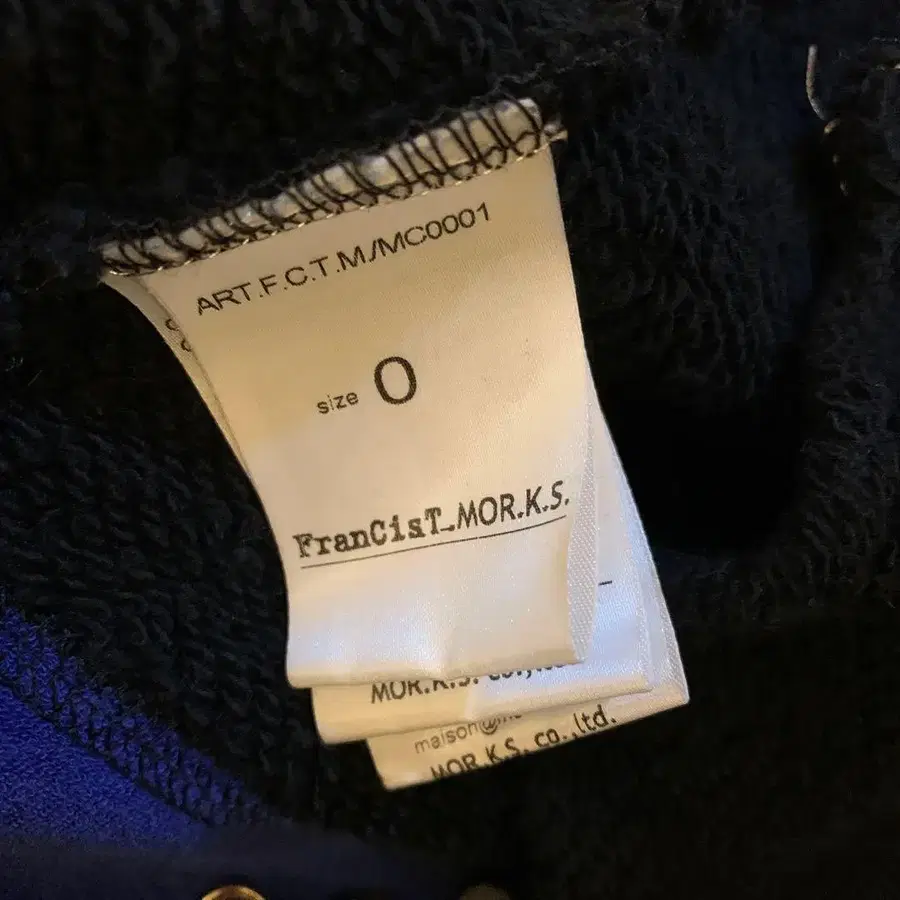 ART.F.C.T.M./MC0001
size 0
FranCisT_MOR.K.S.
MOR.K.S.
maison@
MOR.K.S. co.,ltd.